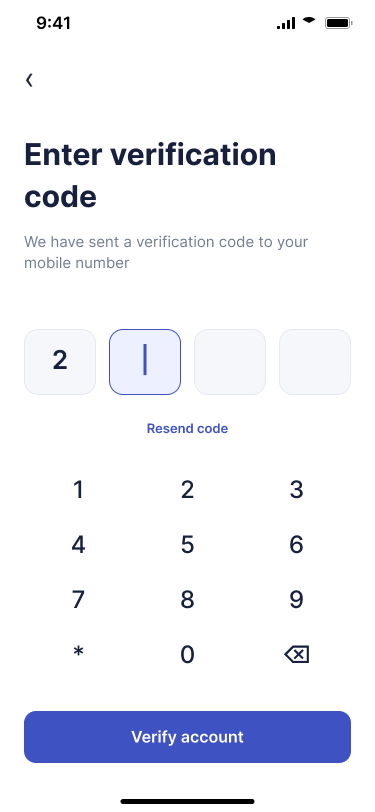 9:41
Enter verification
code
We have sent a verification code to your
mobile number
2
Resend code
1 2 3
4 5 6
7 8 9
* 0
Verify account